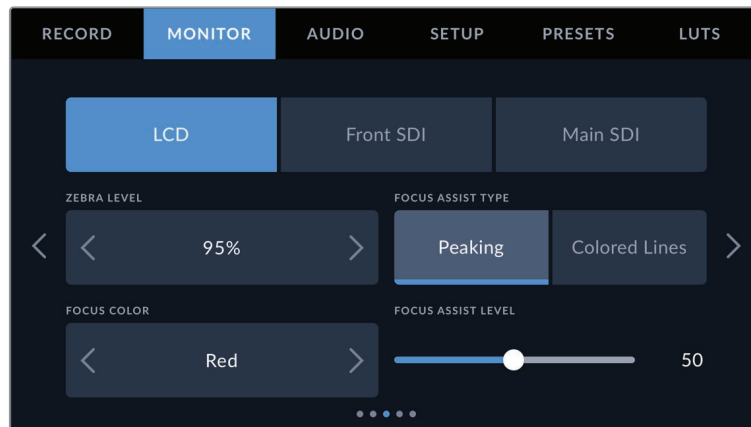 RECORD MONITOR AUDIO SETUP PRESETS LUTS
LCD Front SDI Main SDI
ZEBRA LEVEL FOCUS ASSIST TYPE
95% Peaking Colored Lines
FOCUS COLOR FOCUS ASSIST LEVEL
Red 50